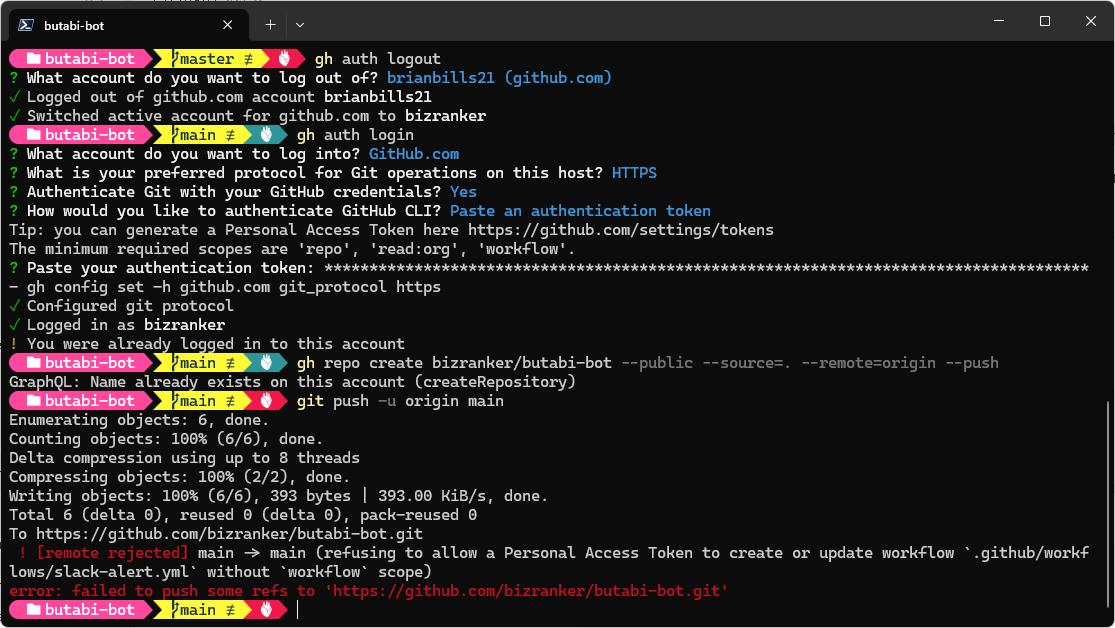 butabi-bot
butabi-bot master ≢ gh auth logout
? What account do you want to log out of? brianbills21 (github.com)
✓ Logged out of github.com account brianbills21
✓ Switched active account for github.com to bizranker
butabi-bot main ≢ gh auth login
? What account do you want to log into? GitHub.com
? What is your preferred protocol for Git operations on this host? HTTPS
? Authenticate Git with your GitHub credentials? Yes
? How would you like to authenticate GitHub CLI? Paste an authentication token
Tip: you can generate a Personal Access Token here https://github.com/settings/tokens
The minimum required scopes are 'repo', 'read:org', 'workflow'.
? Paste your authentication token: *************************************************************************************
- gh config set -h github.com git_protocol https
✓ Configured git protocol
✓ Logged in as bizranker
! You were already logged in to this account
butabi-bot main ≢ gh repo create bizranker/butabi-bot --public --source=. --remote=origin --push
GraphQL: Name already exists on this account (createRepository)
butabi-bot main ≢ git push -u origin main
Enumerating objects: 6, done.
Counting objects: 100% (6/6), done.
Delta compression using up to 8 threads
Compressing objects: 100% (2/2), done.
Writing objects: 100% (6/6), 393 bytes | 393.00 KiB/s, done.
Total 6 (delta 0), reused 0 (delta 0), pack-reused 0
To https://github.com/bizranker/butabi-bot.git
! [remote rejected] main -> main (refusing to allow a Personal Access Token to create or update workflow `.github/workf
lows/slack-alert.yml` without `workflow` scope)
error: failed to push some refs to 'https://github.com/bizranker/butabi-bot.git'
butabi-bot main ≢